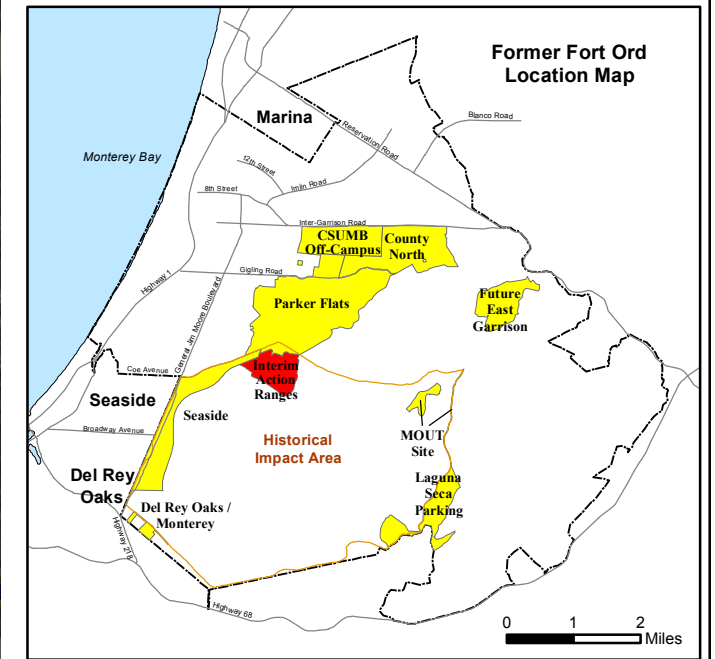 Former Fort Ord
Location Map
Marina
Blanco Road
Reservation Road
Monterey Bay
12th Street
Imjin Road
8th Street
Inter-Garrison Road
CSUMB
Off-Campus
County
North
Gigling Road
Highway 1
General Jim Moore Boulevard
Parker Flats
Future
East
Garrison
Coe Avenue
Interim
Action
Ranges
Seaside
Seaside
Broadway Avenue
Historical
Impact Area
MOUT
Site
Del Rey
Oaks
Laguna
Seca
Parking
Del Rey Oaks /
Monterey
Highway 218
Highway 68
0 1 2
Miles